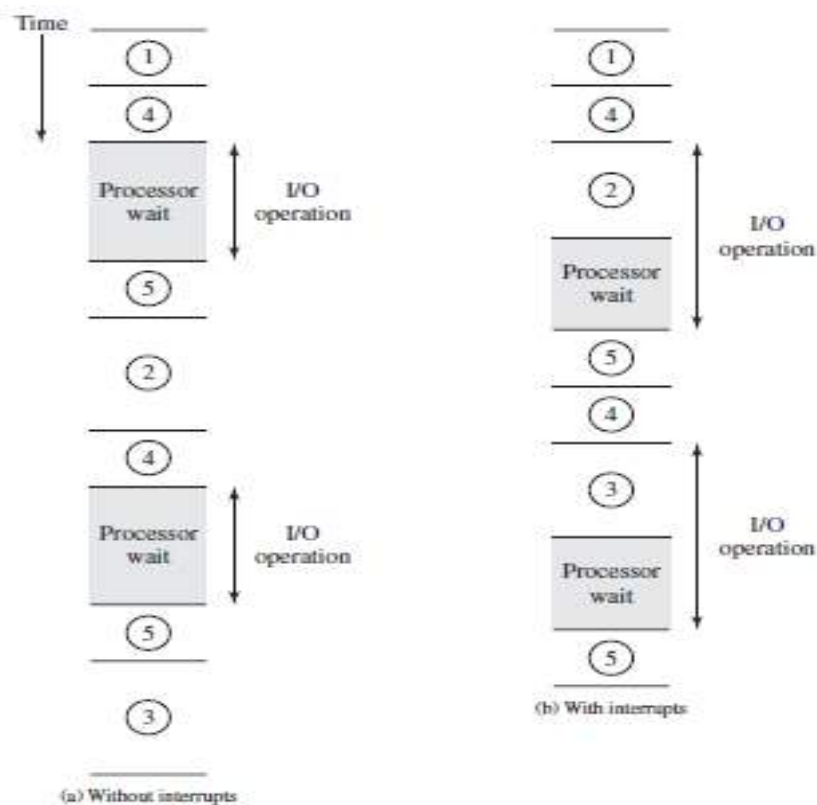 Time
①
④
Processor
wait
I/O
operation
⑤
②
④
Processor
wait
I/O
operation
⑤
③
(a) Without interrupts
①
④
②
I/O
operation
Processor
wait
⑤
④
③
I/O
operation
Processor
wait
⑤
(b) With interrupts